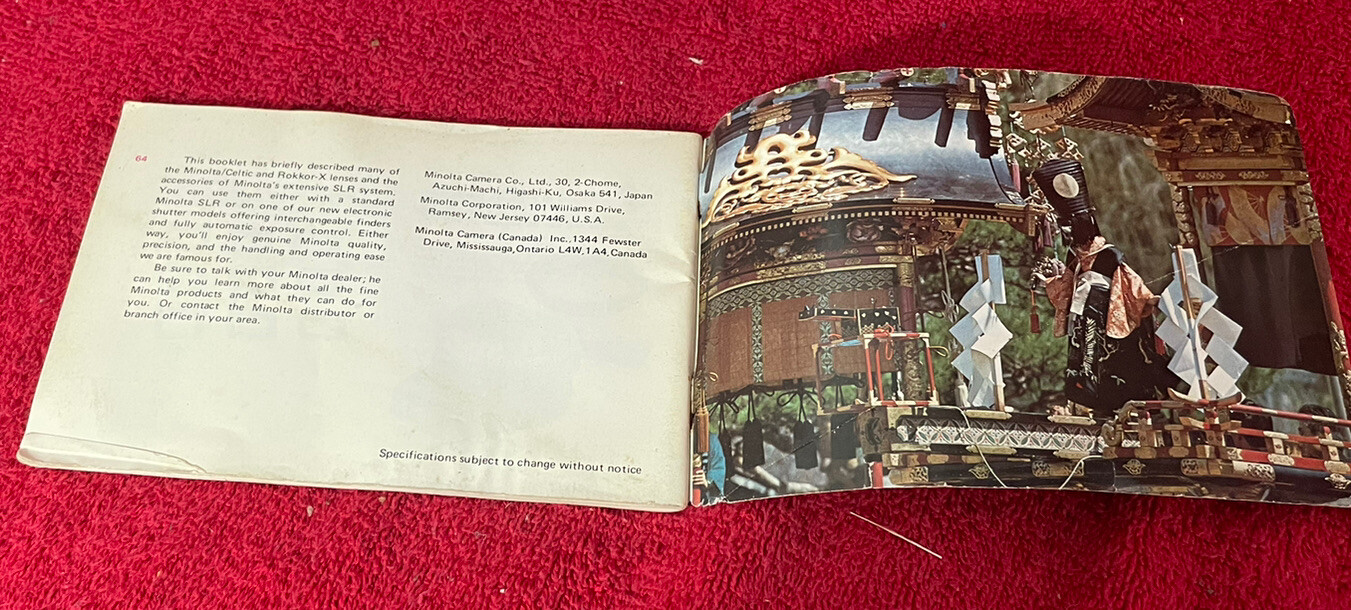 64
This booklet has briefly described many of
the Minolta/Celtic and Rokkor-X lenses and the
accessories of Minolta's extensive SLR system.
You can use them either with a standard
Minolta SLR or on one of our new electronic
shutter models offering interchangeable finders
and fully automatic exposure control. Either
way, you'll enjoy genuine Minolta quality,
precision, and the handling and operating ease
we are famous for.
Be sure to talk with your Minolta dealer; he
can help you learn more about all the fine
Minolta products and what they can do for
you. Or contact the Minolta distributor or
branch office in your area.
Minolta Camera Co., Ltd., 30, 2-Chome,
Azuchi-Machi, Higashi-Ku, Osaka 541, Japan
Minolta Corporation, 101 Williams Drive,
Ramsey, New Jersey 07446, U.S.A.
Minolta Camera (Canada) Inc.,1344 Fewster
Drive, Mississauga,Ontario L4W,1A4,Canada
Specifications subject to change without notice